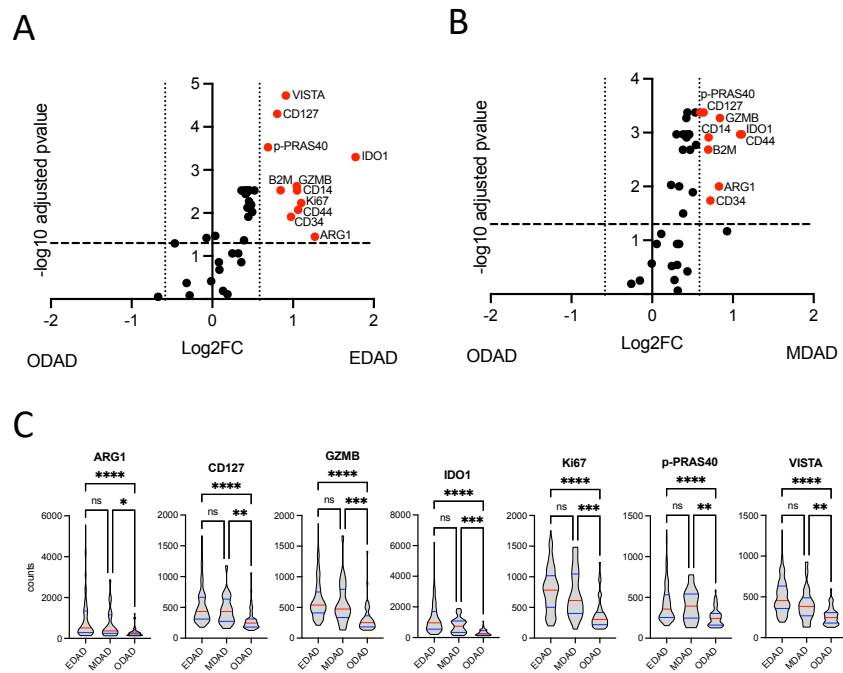 A
B
5
4
3
2
1
-log10 adjusted pvalue
VISTA
CD127
p-PRAS40
IDO1
B2M GZMB
CD14
Ki67
CD44
CD34
ARG1
-2
-1
0
1
2
Log2FC
ODAD
EDAD
4
3
2
1
-log10 adjusted pvalue
p-PRAS40
CD127
GZMB
CD14
IDO1
CD44
B2M
ARG1
CD34
-2
-1
0
1
2
Log2FC
ODAD
MDAD
C
ARG1
****
ns
*
6000
4000
2000
0
counts
EDAD
MDAD
ODAD
CD127
****
ns
**
2000
1500
1000
500
0
EDAD
MDAD
ODAD
GZMB
****
ns
***
2000
1500
1000
500
0
EDAD
MDAD
ODAD
IDO1
****
ns
***
8000
6000
4000
2000
0
EDAD
MDAD
ODAD
Ki67
****
ns
***
2000
1500
1000
500
0
EDAD
MDAD
ODAD
p-PRAS40
****
ns
**
1500
1000
500
0
EDAD
MDAD
ODAD
VISTA
****
ns
**
1500
1000
500
0
EDAD
MDAD
ODAD